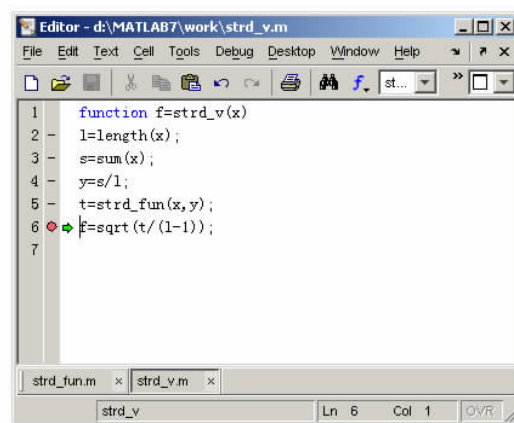 Editor - d:\MATLAB7\work\strd_v.m
File Edit Text Cell Tools Debug Desktop Window Help
st... »
1 function f=strd_v(x)
2 - l=length(x);
3 - s=sum(x);
4 - y=s/l;
5 - t=strd_fun(x,y);
6 f=sqrt(t/(l-1));
7
strd_fun.m × strd_v.m ×
strd_v Ln 6 Col 1 OVR